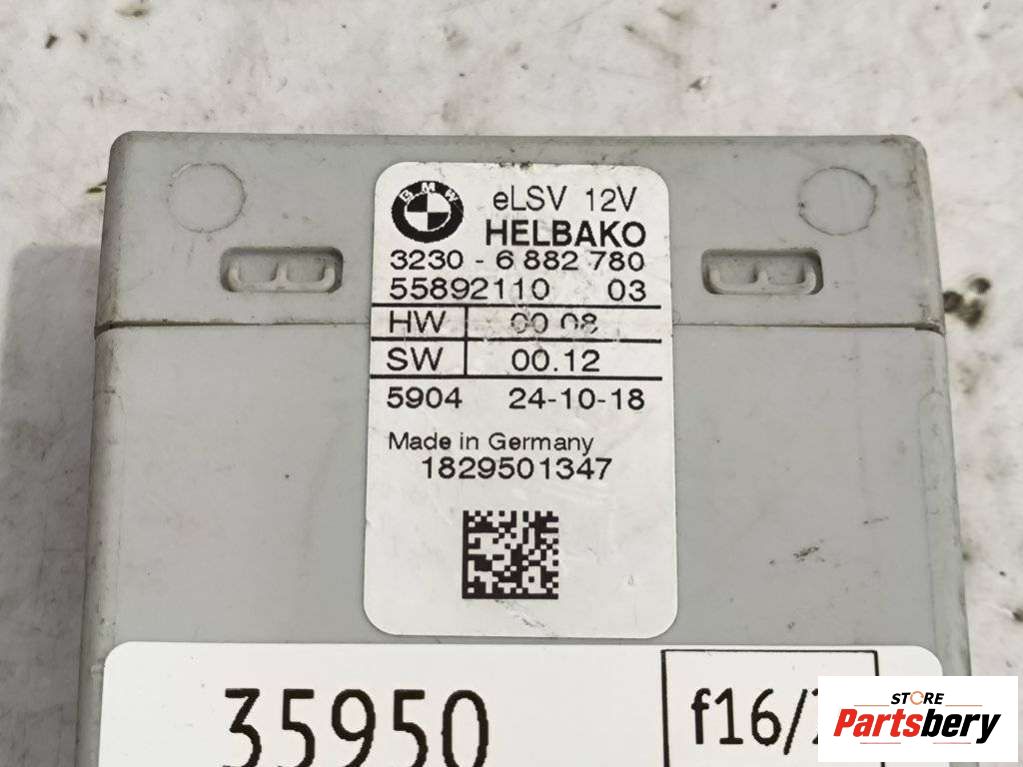 BMW
eLSV 12V
HELBAKO
3230 - 6 882 780
55892110 03
HW 00.08
SW 00.12
5904 24-10-18
Made in Germany
1829501347
35950
f16/
STORE
Partsbery